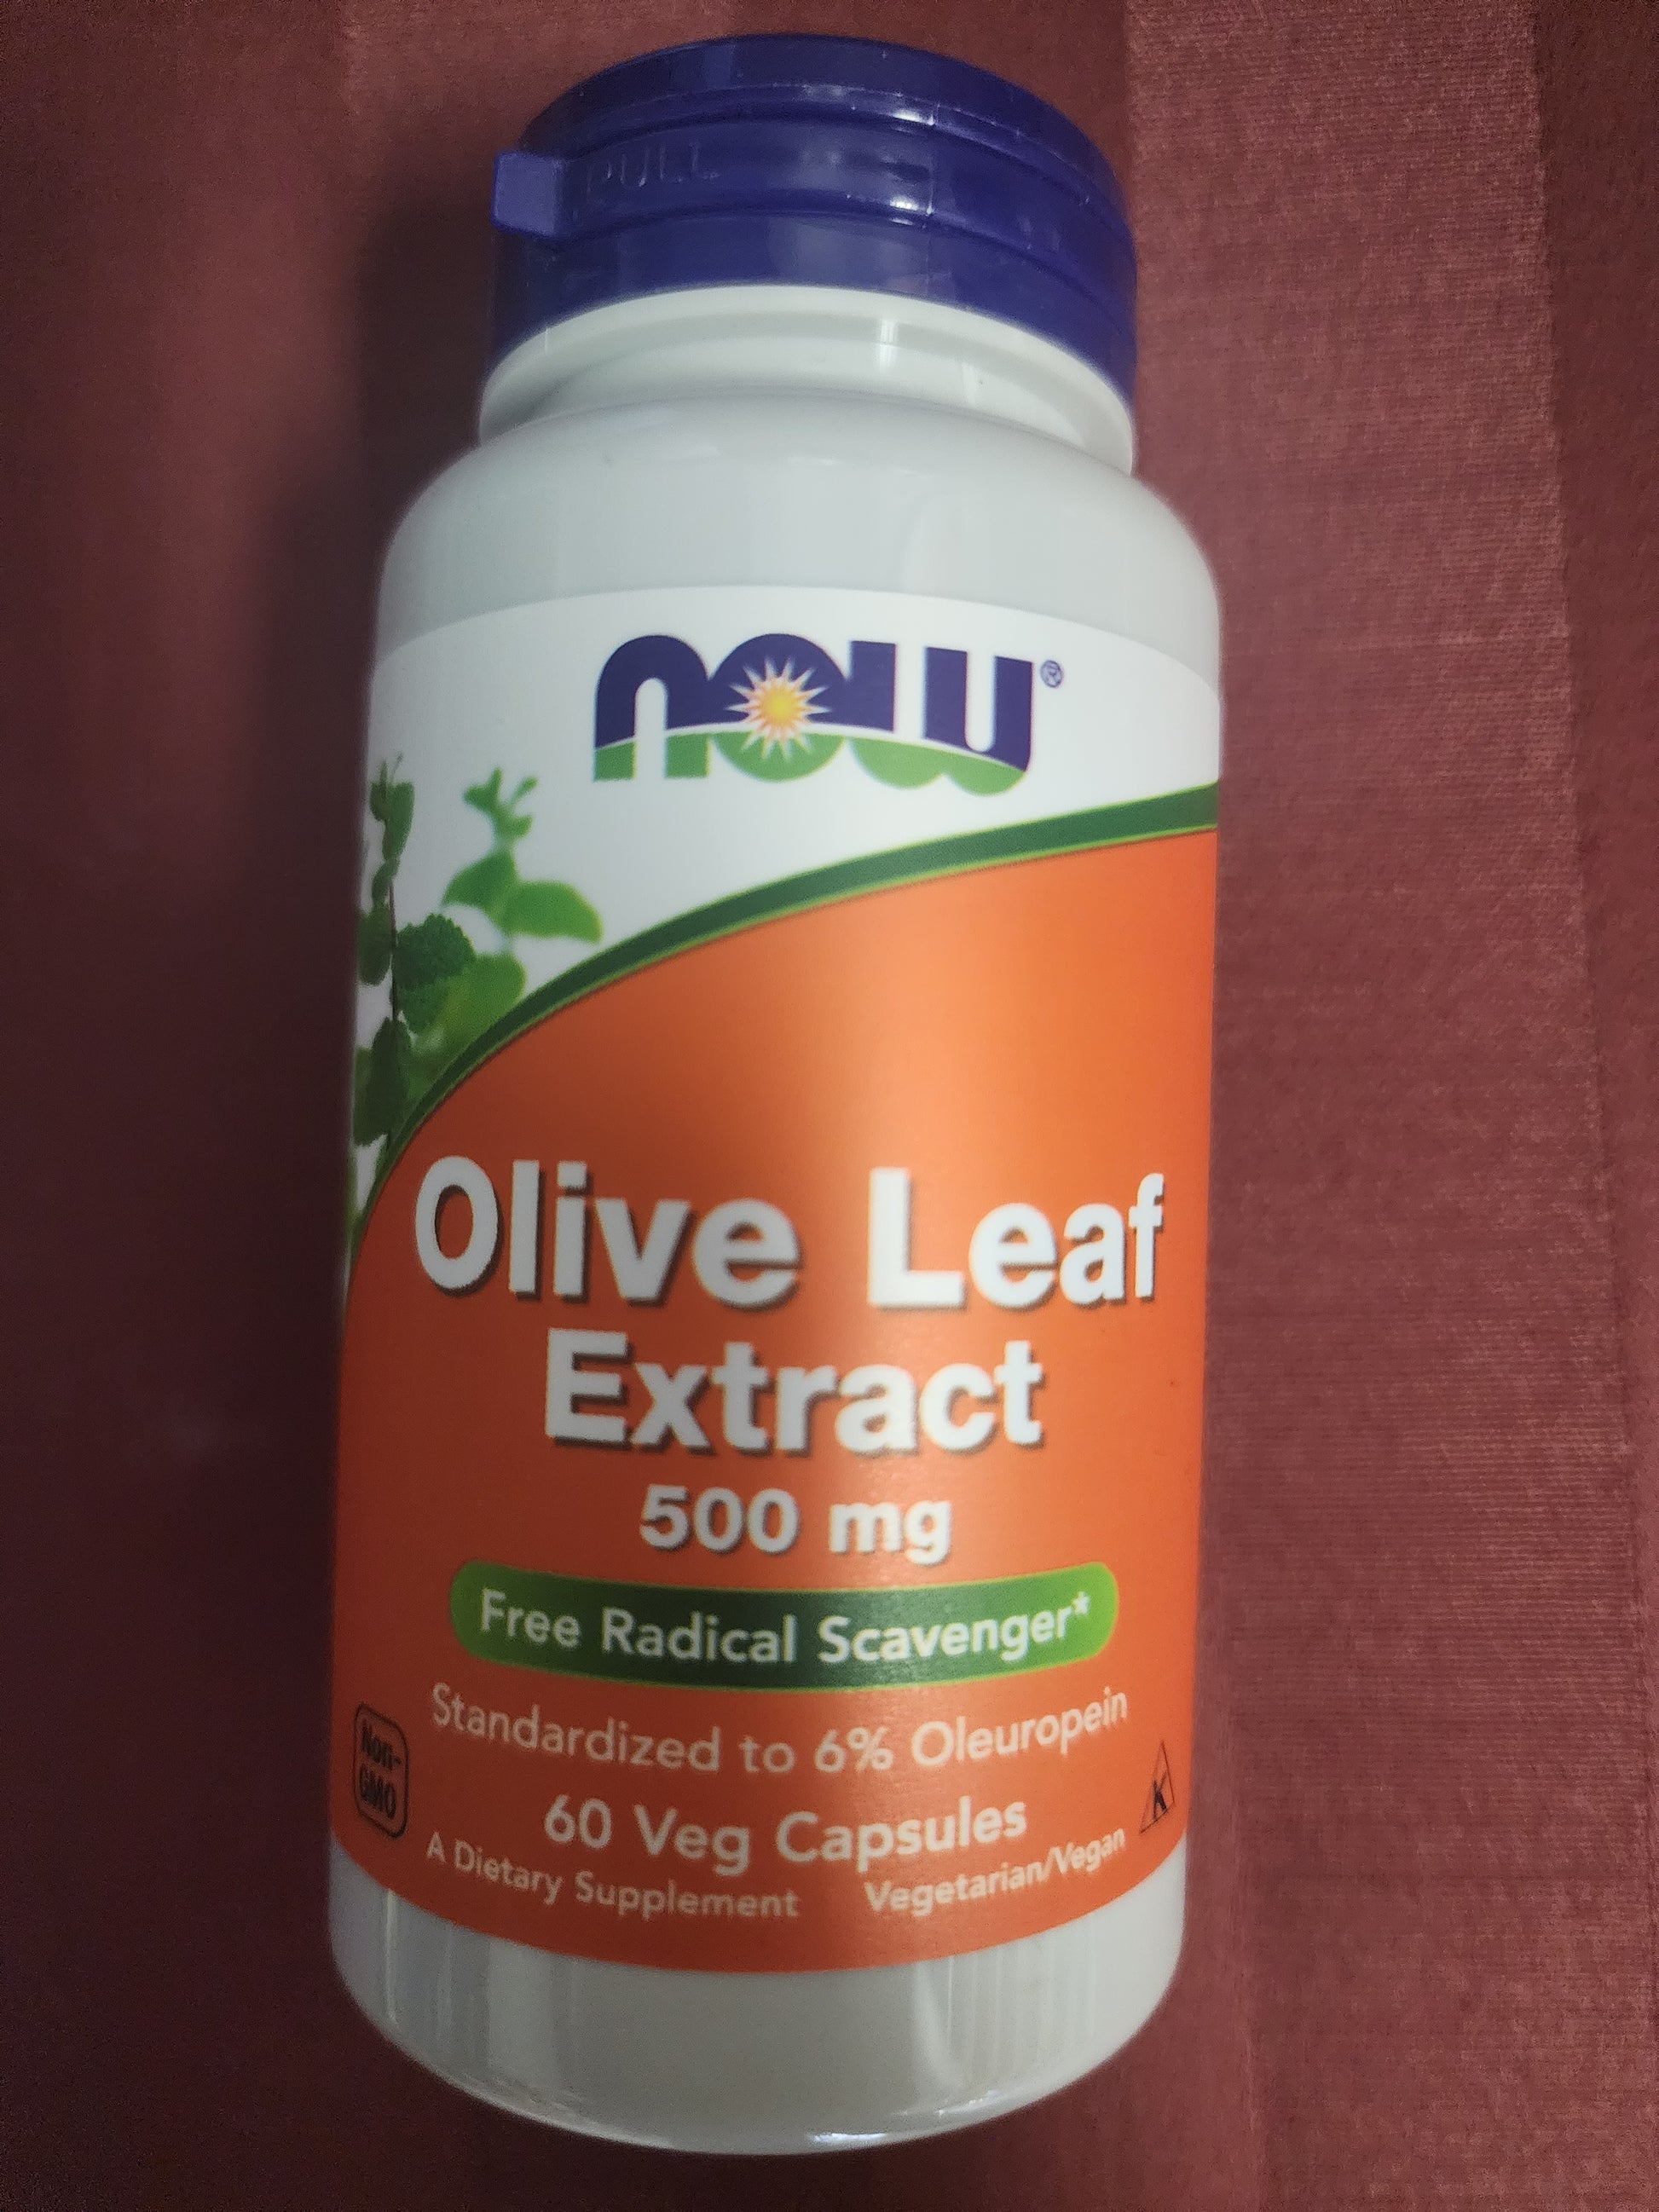 PULL
NOW®
Olive Leaf
Extract
500 mg
Free Radical Scavenger*
Standardized to 6% Oleuropein
Non-
GMO
60 Veg Capsules
K
A Dietary Supplement Vegetarian/Vegan